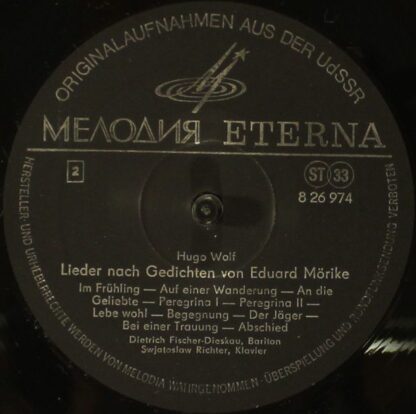 ORIGINALAUFNAHMEN AUS DER UdSSR
МЕЛОДИЯ ETERNA
2
ST 33
8 26 974
Hugo Wolf
Lieder nach Gedichten von Eduard Mörike
Im Frühling — Auf einer Wanderung — An die
Geliebte — Peregrina I — Peregrina II —
Lebe wohl — Begegnung — Der Jäger —
Bei einer Trauung — Abschied
Dietrich Fischer-Dieskau, Bariton
Swjatoslaw Richter, Klavier
HERSTELLER- UND URHEBERRECHTE WERDEN VON MELODIA WAHRGENOMMEN - ÜBERSPIELUNG UND RUNDFUNKSENDUNG VERBOTEN